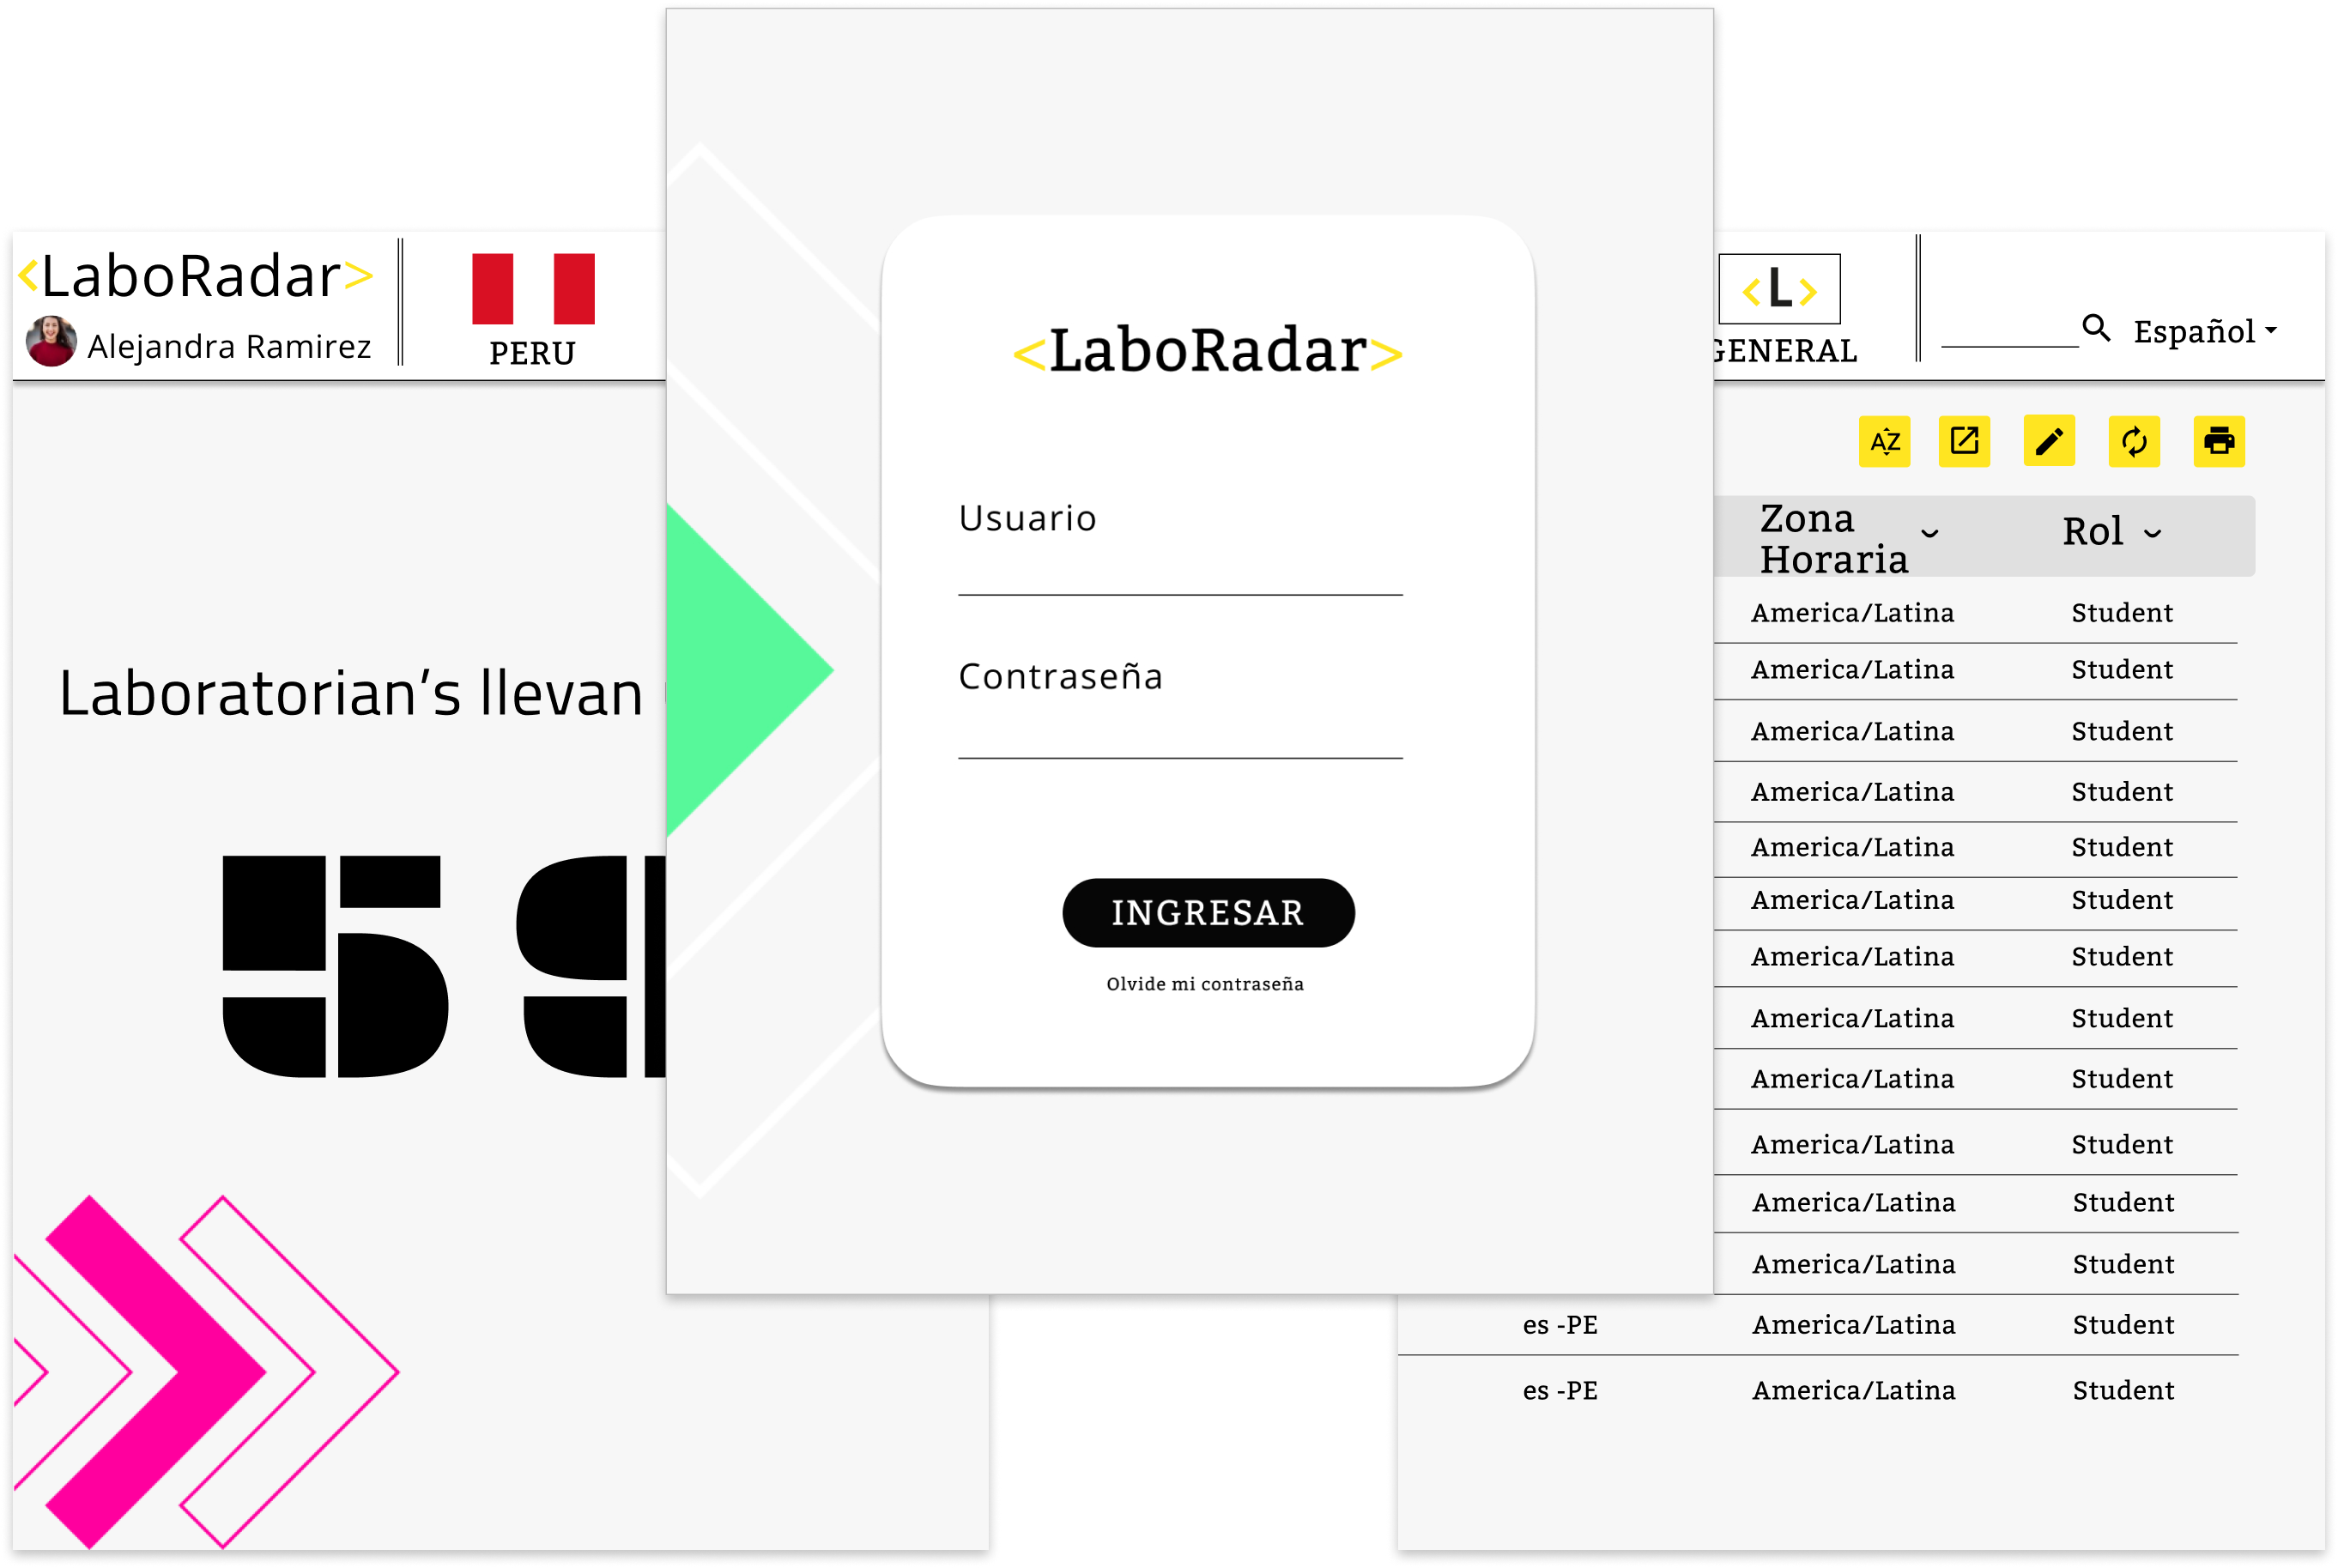 <LaboRadar>
Alejandra Ramirez
PERU
Laboratorian's llevan
<LaboRadar>
Usuario
Contraseña
INGRESAR
Olvide mi contraseña
<L>
GENERAL
Español
AZ
Zona Horaria
Rol
America/Latina Student
America/Latina Student
America/Latina Student
America/Latina Student
America/Latina Student
America/Latina Student
America/Latina Student
America/Latina Student
America/Latina Student
America/Latina Student
America/Latina Student
America/Latina Student
es -PE America/Latina Student
es -PE America/Latina Student